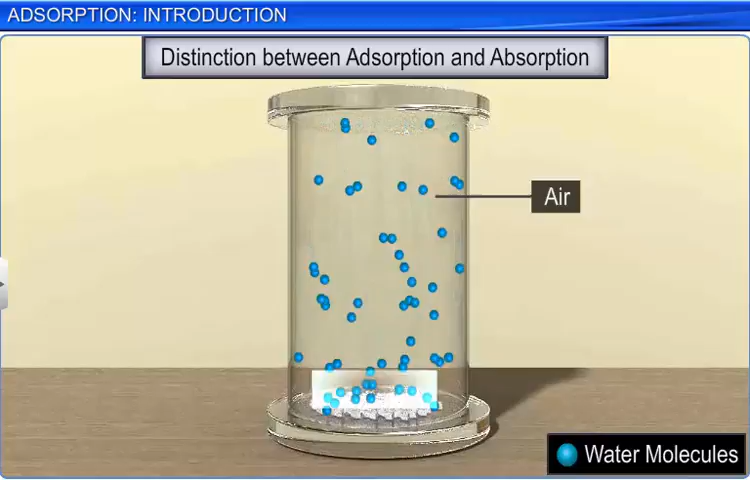 ADSORPTION: INTRODUCTION
Distinction between Adsorption and Absorption
Air
Water Molecules